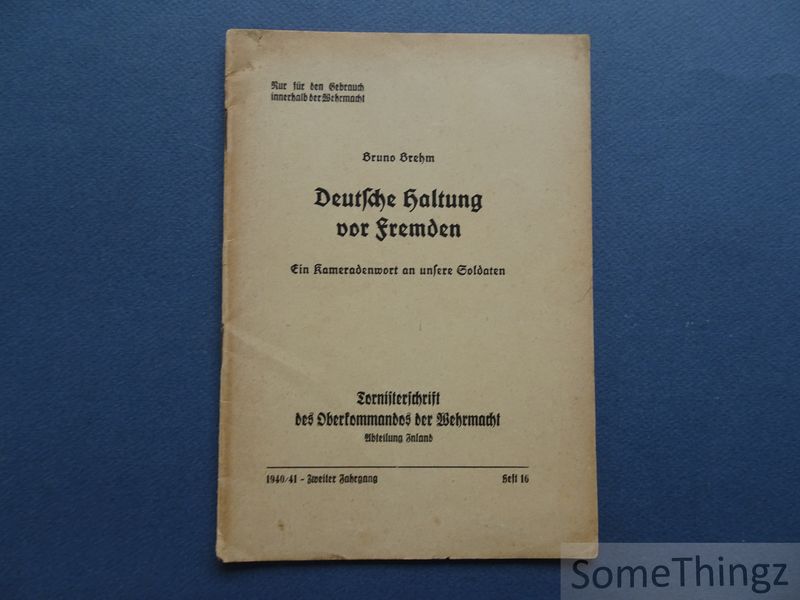 Nur für den Gebrauch
innerhalb der Wehrmacht
Bruno Brehm
Deutsche Haltung
vor Fremden
Ein Kameradenwort an unsere Soldaten
Tornisterschrift
des Oberkommandos der Wehrmacht
Abteilung Inland
1940/41 - Zweiter Jahrgang Heft 16
SomeThingz